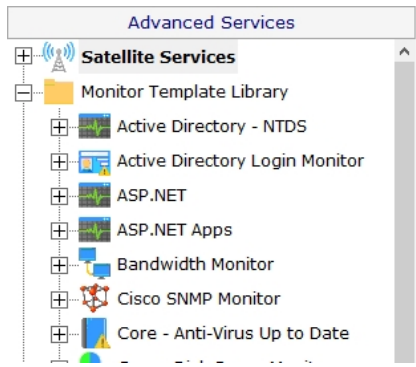 Advanced Services
Satellite Services
Monitor Template Library
Active Directory - NTDS
Active Directory Login Monitor
ASP.NET
ASP.NET Apps
Bandwidth Monitor
Cisco SNMP Monitor
Core - Anti-Virus Up to Date